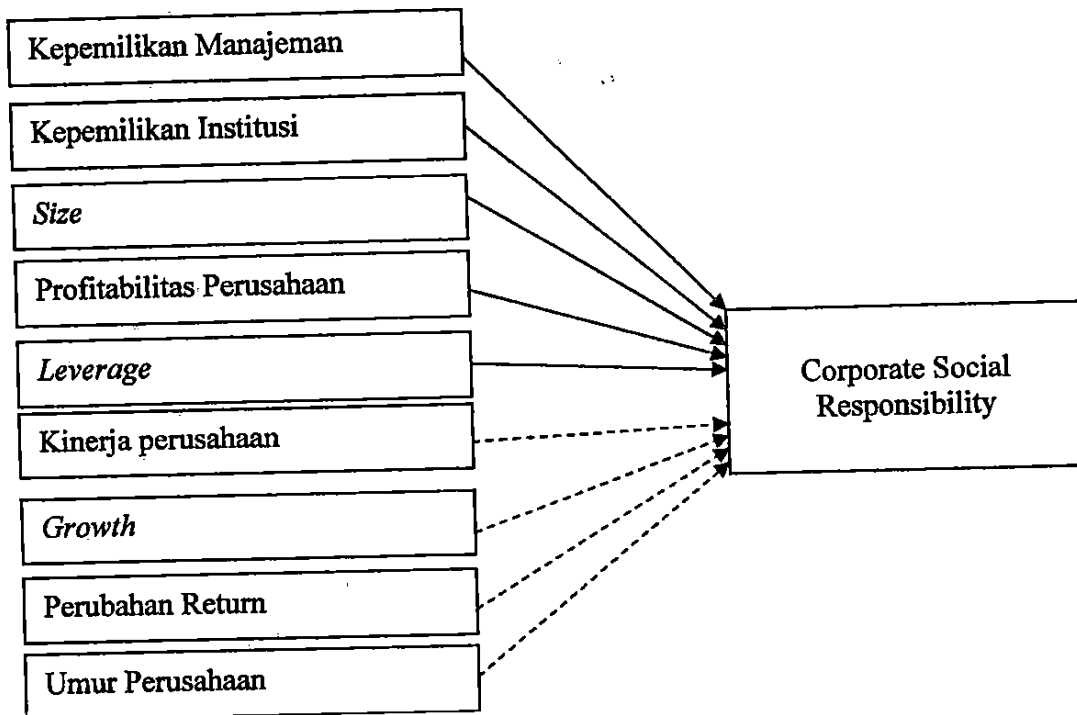 Kepemilikan Manajeman
Kepemilikan Institusi
Size
Profitabilitas Perusahaan
Leverage
Kinerja perusahaan
Growth
Perubahan Return
Umur Perusahaan
Corporate Social
Responsibility